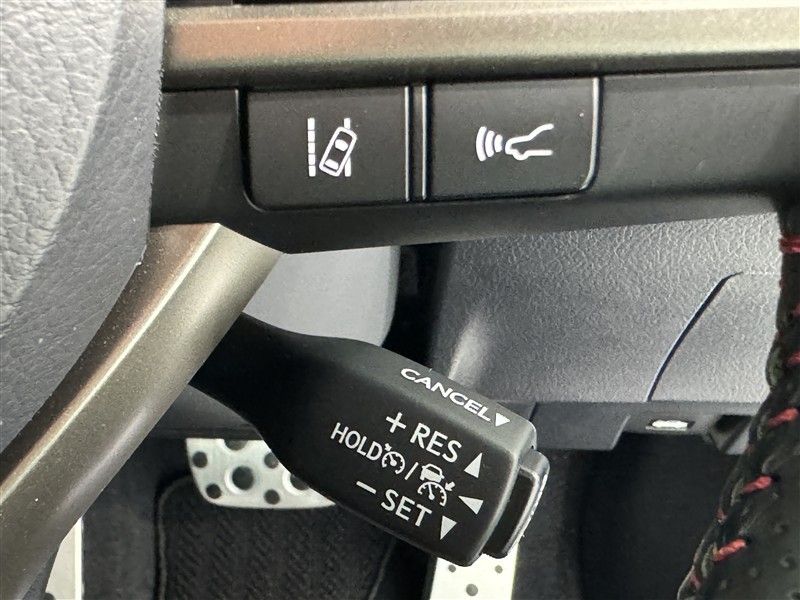 CANCEL▼
+ RES ▲
HOLD / ◀
− SET ▼